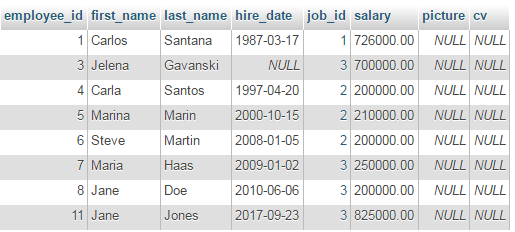 employee_id first_name last_name hire_date job_id salary picture cv
1 Carlos Santana 1987-03-17 1 726000.00 NULL NULL
3 Jelena Gavanski NULL 3 700000.00 NULL NULL
4 Carla Santos 1997-04-20 2 200000.00 NULL NULL
5 Marina Marin 2000-10-15 2 210000.00 NULL NULL
6 Steve Martin 2008-01-05 2 200000.00 NULL NULL
7 Maria Haas 2009-01-02 3 250000.00 NULL NULL
8 Jane Doe 2010-06-06 3 200000.00 NULL NULL
11 Jane Jones 2017-09-23 3 825000.00 NULL NULL